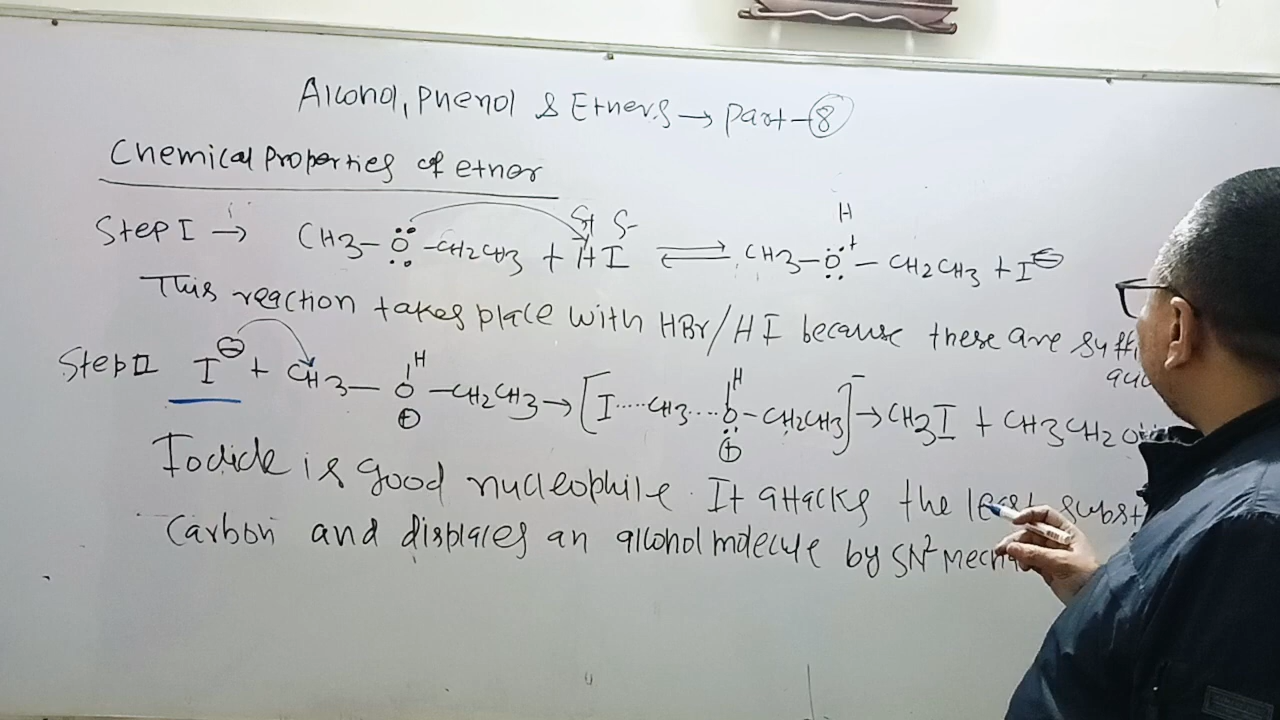 Alcohol, Phenol & Ethers → Part - 8
Chemical Properties of ether
Step I → CH3–O–CH2CH3 + HI ⇌ CH3–O–CH2CH3 + I⊖
δ+ δ- H +
This reaction takes place with HBr/HI because these are
Step II I⊖ + CH3–O–CH2CH3 → [I.....CH3....O–CH2CH3]⁻ → CH3I + CH3CH2
H ⊕ H ⊕
Iodide is good nucleophile. It attacks the least
Carbon and displaces an alcohol molecule by SN²